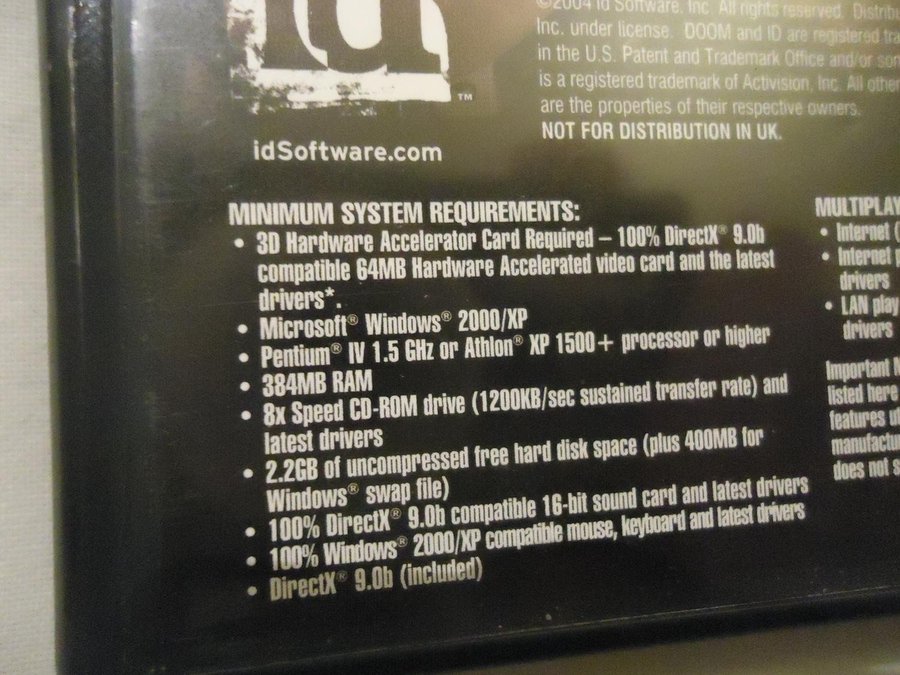 id
™
idSoftware.com
©2004 id Software, Inc. All rights reserved.
Inc. under license. DOOM and ID are registered
in the U.S. Patent and Trademark Office and/or
is a registered trademark of Activision, Inc. All
are the properties of their respective owners.
NOT FOR DISTRIBUTION IN UK.
MINIMUM SYSTEM REQUIREMENTS:
• 3D Hardware Accelerator Card Required – 100% DirectX® 9.0b
compatible 64MB Hardware Accelerated video card and the latest
drivers*.
• Microsoft® Windows® 2000/XP
• Pentium® IV 1.5 GHz or Athlon® XP 1500+ processor or higher
• 384MB RAM
• 8x Speed CD-ROM drive (1200KB/sec sustained transfer rate) and
latest drivers
• 2.2GB of uncompressed free hard disk space (plus 400MB for
Windows® swap file)
• 100% DirectX® 9.0b compatible 16-bit sound card and latest drivers
• 100% Windows® 2000/XP compatible mouse, keyboard and latest drivers
• DirectX® 9.0b (included)
MULTIPLAY
• Internet (
• Internet
drivers
• LAN play
drivers
Important
listed here
features
manufactu
does not